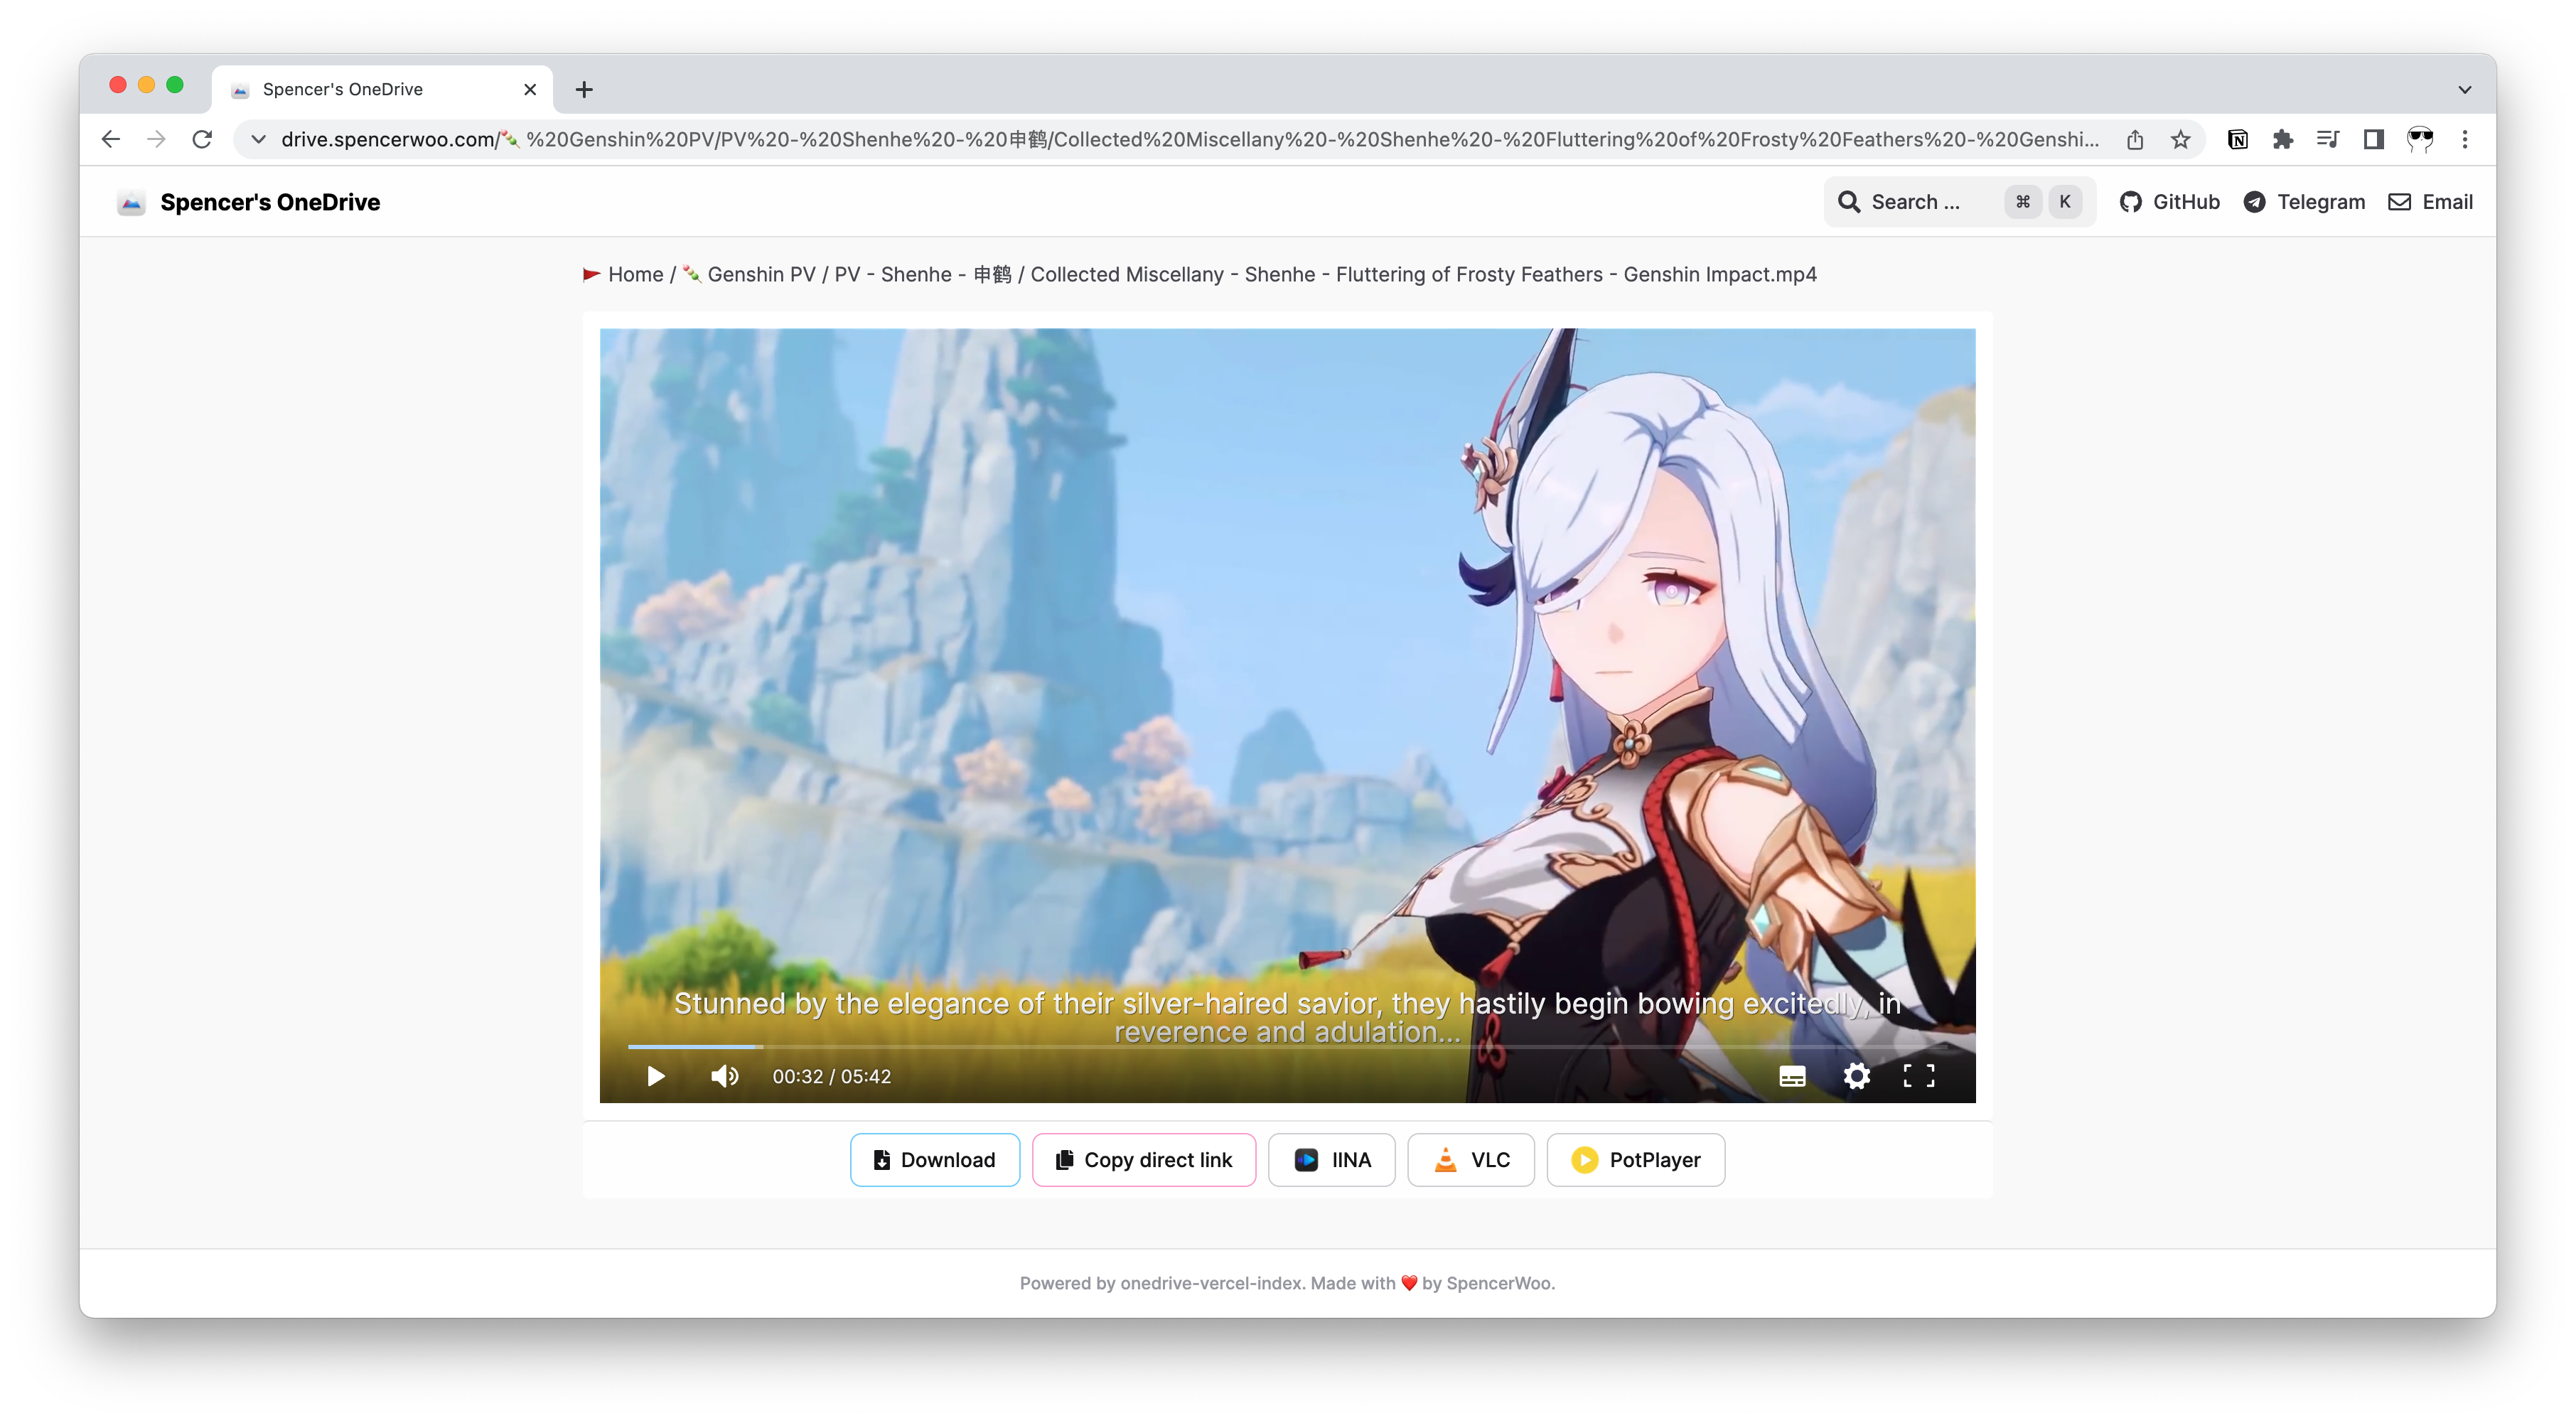 Spencer's OneDrive
drive.spencerwoo.com/🍡%20Genshin%20PV/PV%20-%20Shenhe%20-%20申鹤/Collected%20Miscellany%20-%20Shenhe%20-%20Fluttering%20of%20Frosty%20Feathers%20-%20Genshi...
Spencer's OneDrive Search ... ⌘ K GitHub Telegram Email
🚩 Home / 🍡 Genshin PV / PV - Shenhe - 申鹤 / Collected Miscellany - Shenhe - Fluttering of Frosty Feathers - Genshin Impact.mp4
Stunned by the elegance of their silver-haired savior, they hastily begin bowing excitedly, in
reverence and adulation...
00:32 / 05:42
Download Copy direct link IINA VLC PotPlayer
Powered by onedrive-vercel-index. Made with ❤️ by SpencerWoo.